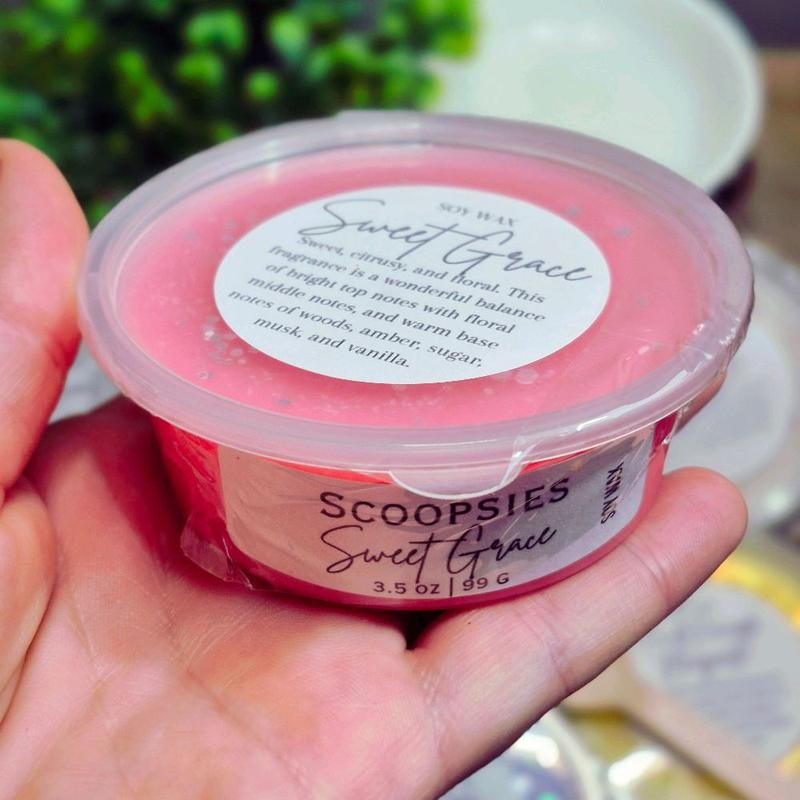 SOY WAX
Sweet Grace
Sweet, citrusy, and floral. This
fragrance is a wonderful balance
of bright top notes with floral
middle notes, and warm base
notes of woods, amber, sugar,
musk, and vanilla.
SCOOPSIES
Sweet Grace
3.5 OZ | 99 G
SOY WAX